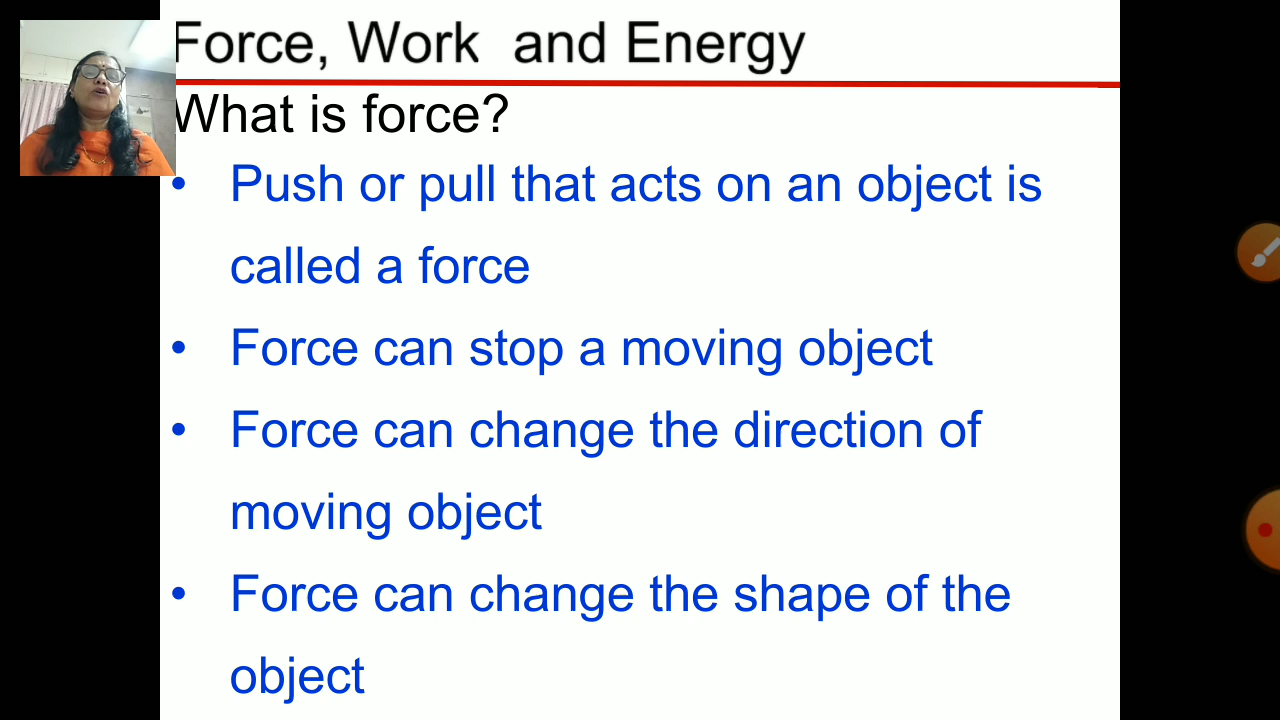 Force, Work and Energy
What is force?
• Push or pull that acts on an object is
called a force
• Force can stop a moving object
• Force can change the direction of
moving object
• Force can change the shape of the
object